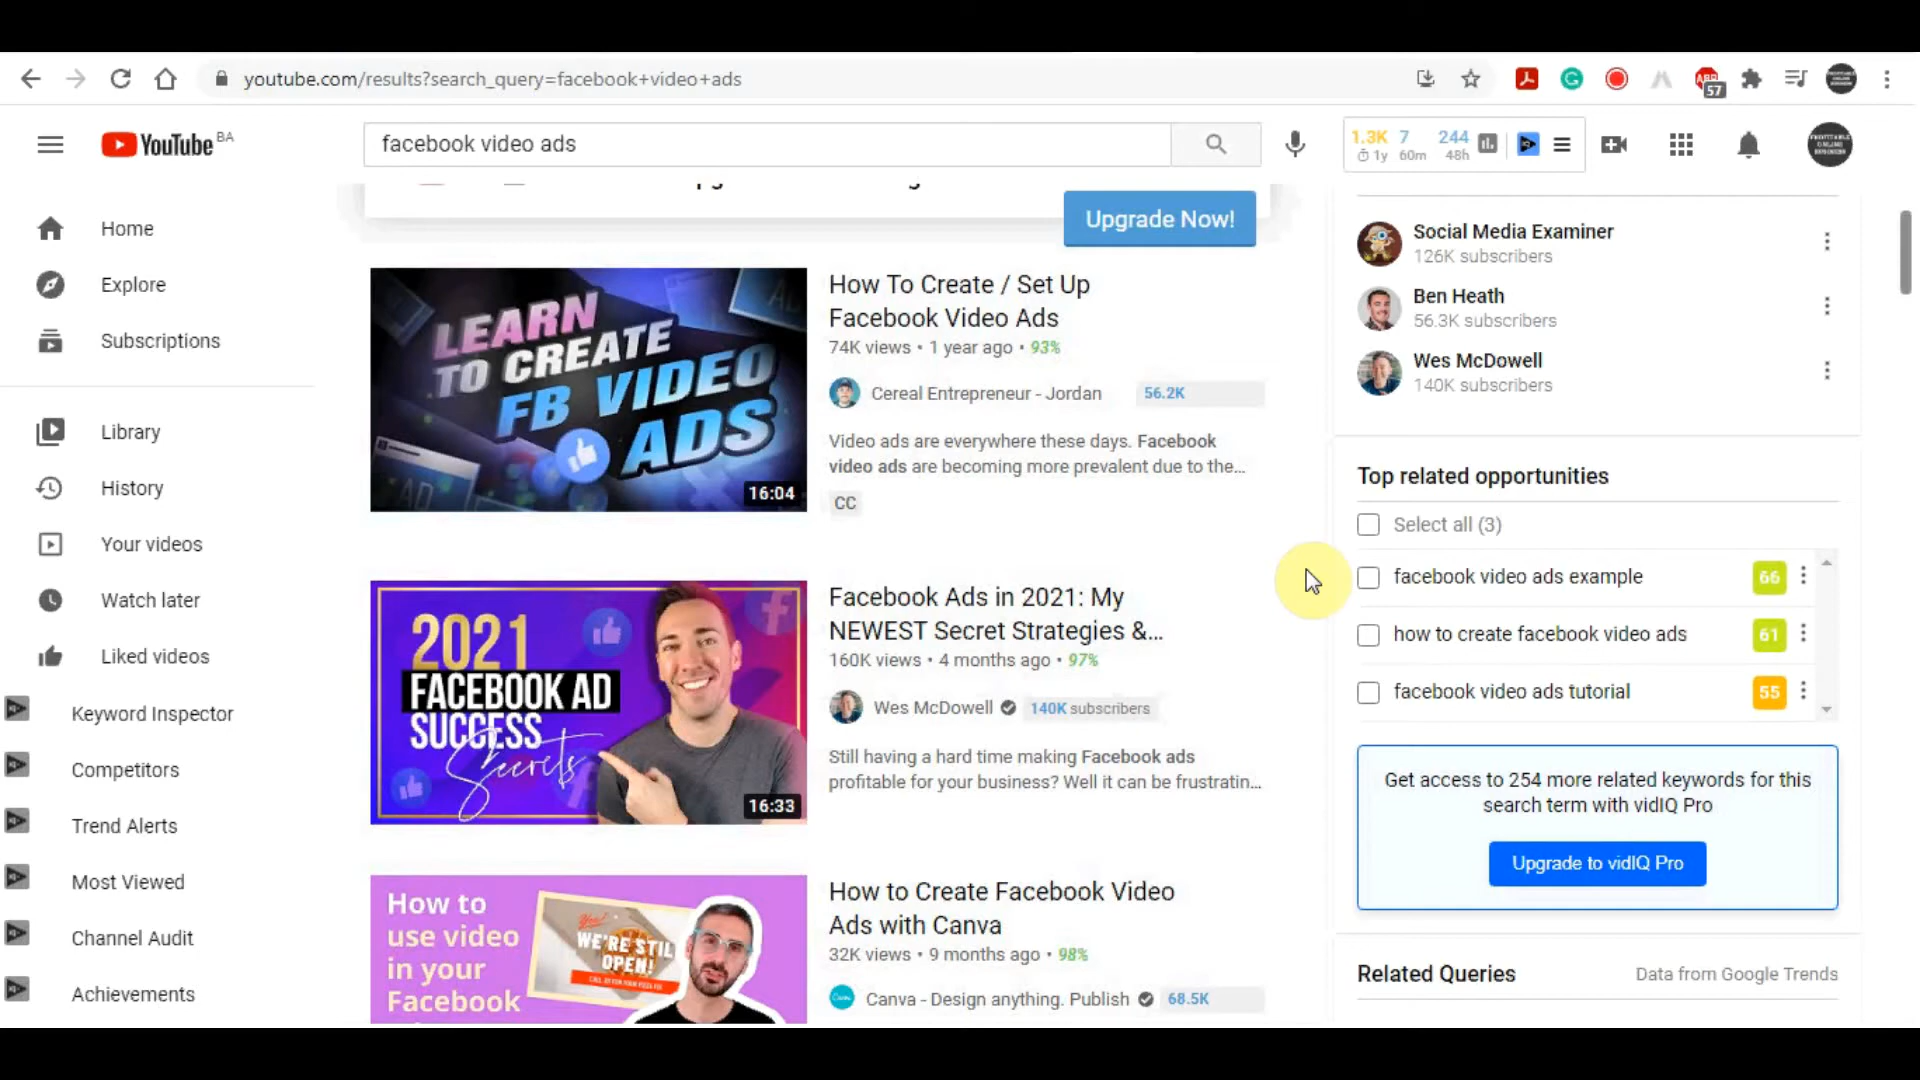 youtube.com/results?search_query=facebook+video+ads
ABP
57
YouTube BA
facebook video ads
1.3K 7 244
1y 60m 48h
Upgrade Now!
Home
Explore
Subscriptions
Library
History
Your videos
Watch later
Liked videos
Keyword Inspector
Competitors
Trend Alerts
Most Viewed
Channel Audit
Achievements
LEARN
TO CREATE
FB VIDEO
ADS
16:04
How To Create / Set Up
Facebook Video Ads
74K views • 1 year ago • 93%
Cereal Entrepreneur - Jordan 56.2K
Video ads are everywhere these days. Facebook
video ads are becoming more prevalent due to the...
CC
2021
FACEBOOK AD
SUCCESS
Secrets
16:33
Facebook Ads in 2021: My
NEWEST Secret Strategies &...
160K views • 4 months ago • 97%
Wes McDowell 140K subscribers
Still having a hard time making Facebook ads
profitable for your business? Well it can be frustratin...
How to
use video
in your
Facebook
WE'RE STIL
OPEN!
How to Create Facebook Video
Ads with Canva
32K views • 9 months ago • 98%
Canva - Design anything. Publish 68.5K
Social Media Examiner
126K subscribers
Ben Heath
56.3K subscribers
Wes McDowell
140K subscribers
Top related opportunities
Select all (3)
facebook video ads example 66
how to create facebook video ads 61
facebook video ads tutorial 55
Get access to 254 more related keywords for this
search term with vidIQ Pro
Upgrade to vidIQ Pro
Related Queries Data from Google Trends